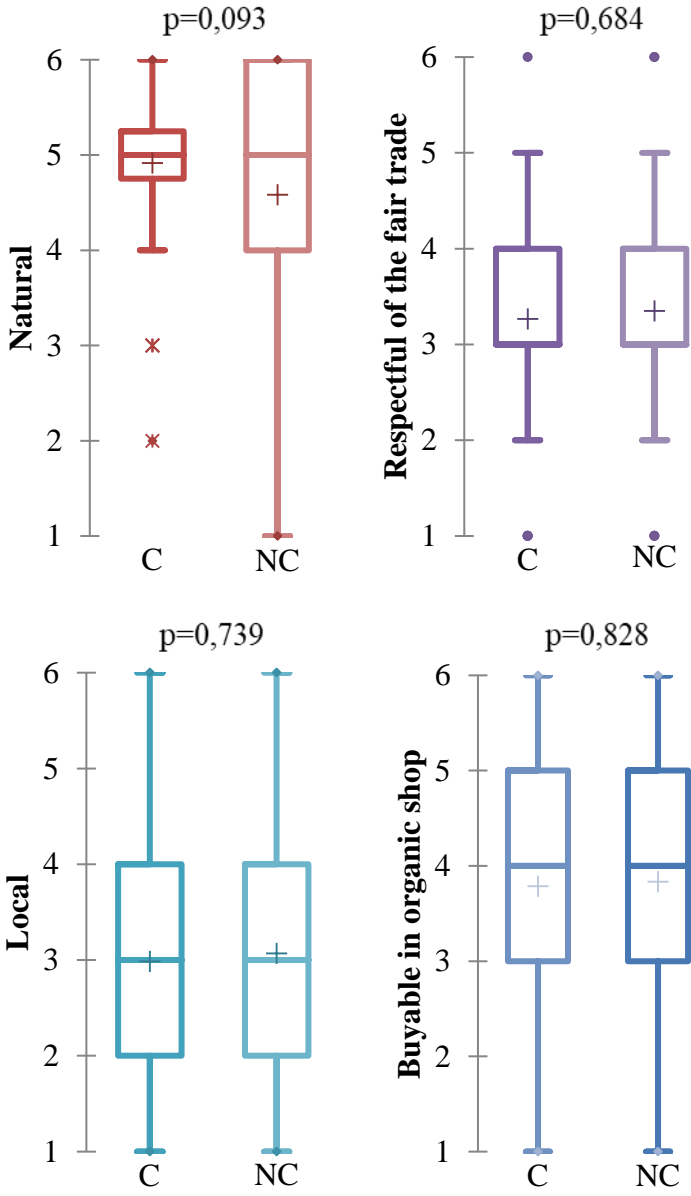 p=0,093
Natural
6
5
4
3
2
1
C NC
p=0,684
Respectful of the fair trade
6
5
4
3
2
1
C NC
p=0,739
Local
6
5
4
3
2
1
C NC
p=0,828
Buyable in organic shop
6
5
4
3
2
1
C NC